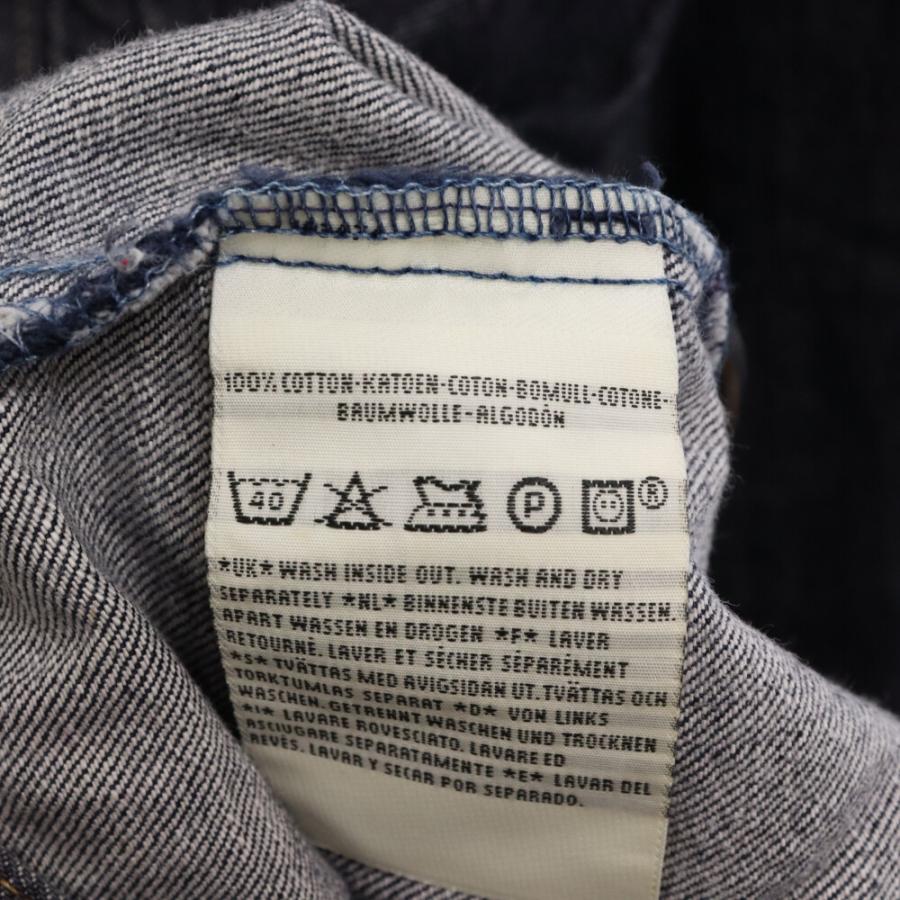 100% COTTON-KATOEN-COTON-BOMULL-COTONE-
BAUMWOLLE-ALGODÓN
40 P ®
*UK* WASH INSIDE OUT. WASH AND DRY
SEPARATELY *NL* BINNENSTE BUITEN WASSEN.
APART WASSEN EN DROGEN *F* LAVER
RETOURNÉ. LAVER ET SÉCHER SÉPARÉMENT
*S* TVÄTTAS MED AVIGSIDAN UT. TVÄTTAS OCH
TORKTUMLAS SEPARAT *D* VON LINKS
WASCHEN. GETRENNT WASCHEN UND TROCKNEN
*I* LAVARE ROVESCIATO. LAVARE ED
ASCIUGARE SEPARATAMENTE *E* LAVAR DEL
REVÉS. LAVAR Y SECAR POR SEPARADO.